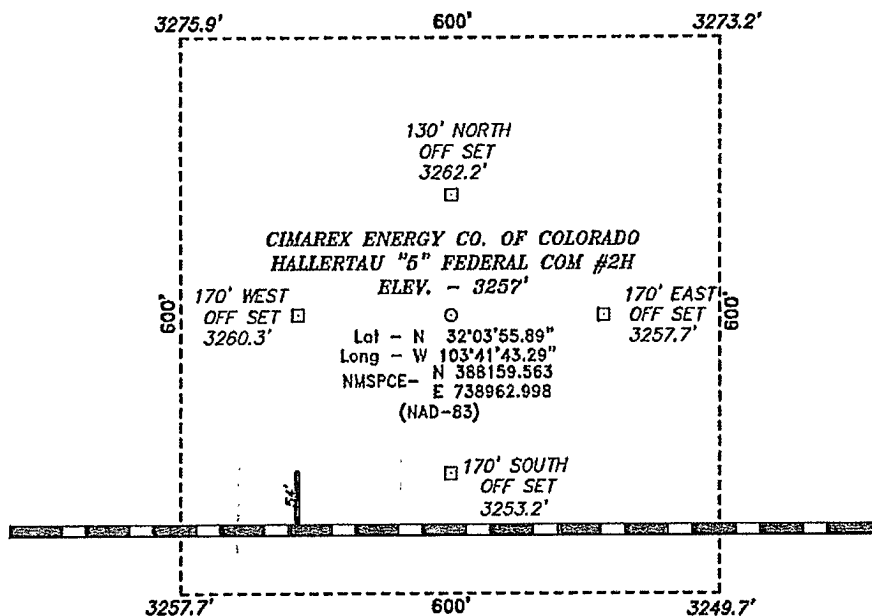 3275.9' 600' 3273.2'
130' NORTH
OFF SET
3262.2'
CIMAREX ENERGY CO. OF COLORADO
HALLERTAU "5" FEDERAL COM #2H
ELEV. - 3257'
600'
170' WEST
OFF SET
3260.3'
170' EAST
OFF SET
3257.7'
600'
Lat - N 32°03'55.89"
Long - W 103°41'43.29"
NMSPCE- N 388159.563
E 738962.998
(NAD-83)
54'
170' SOUTH
OFF SET
3253.2'
3257.7' 600' 3249.7'